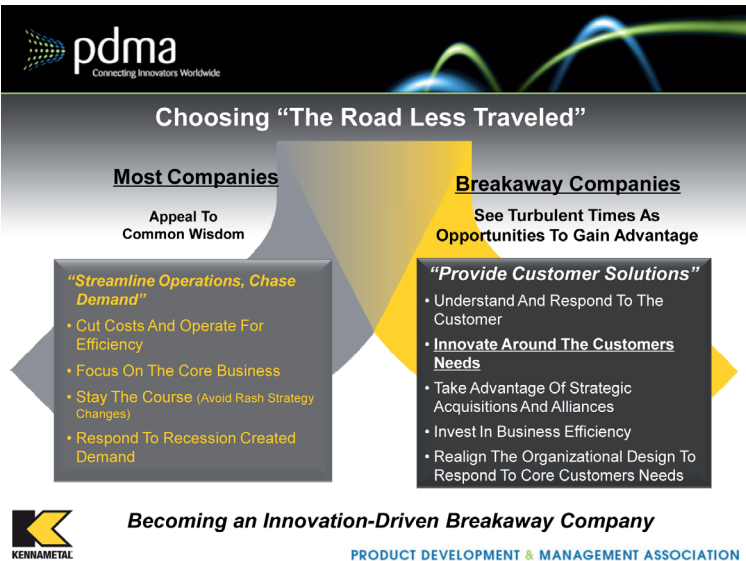 pdma
Connecting Innovators Worldwide
Choosing “The Road Less Traveled”
Most Companies
Appeal To
Common Wisdom
“Streamline Operations, Chase
Demand”
• Cut Costs And Operate For
Efficiency
• Focus On The Core Business
• Stay The Course (Avoid Rash Strategy
Changes)
• Respond To Recession Created
Demand
Breakaway Companies
See Turbulent Times As
Opportunities To Gain Advantage
“Provide Customer Solutions”
• Understand And Respond To The
Customer
• Innovate Around The Customers
Needs
• Take Advantage Of Strategic
Acquisitions And Alliances
• Invest In Business Efficiency
• Realign The Organizational Design To
Respond To Core Customers Needs
Becoming an Innovation-Driven Breakaway Company
KENNAMETAL
PRODUCT DEVELOPMENT & MANAGEMENT ASSOCIATION